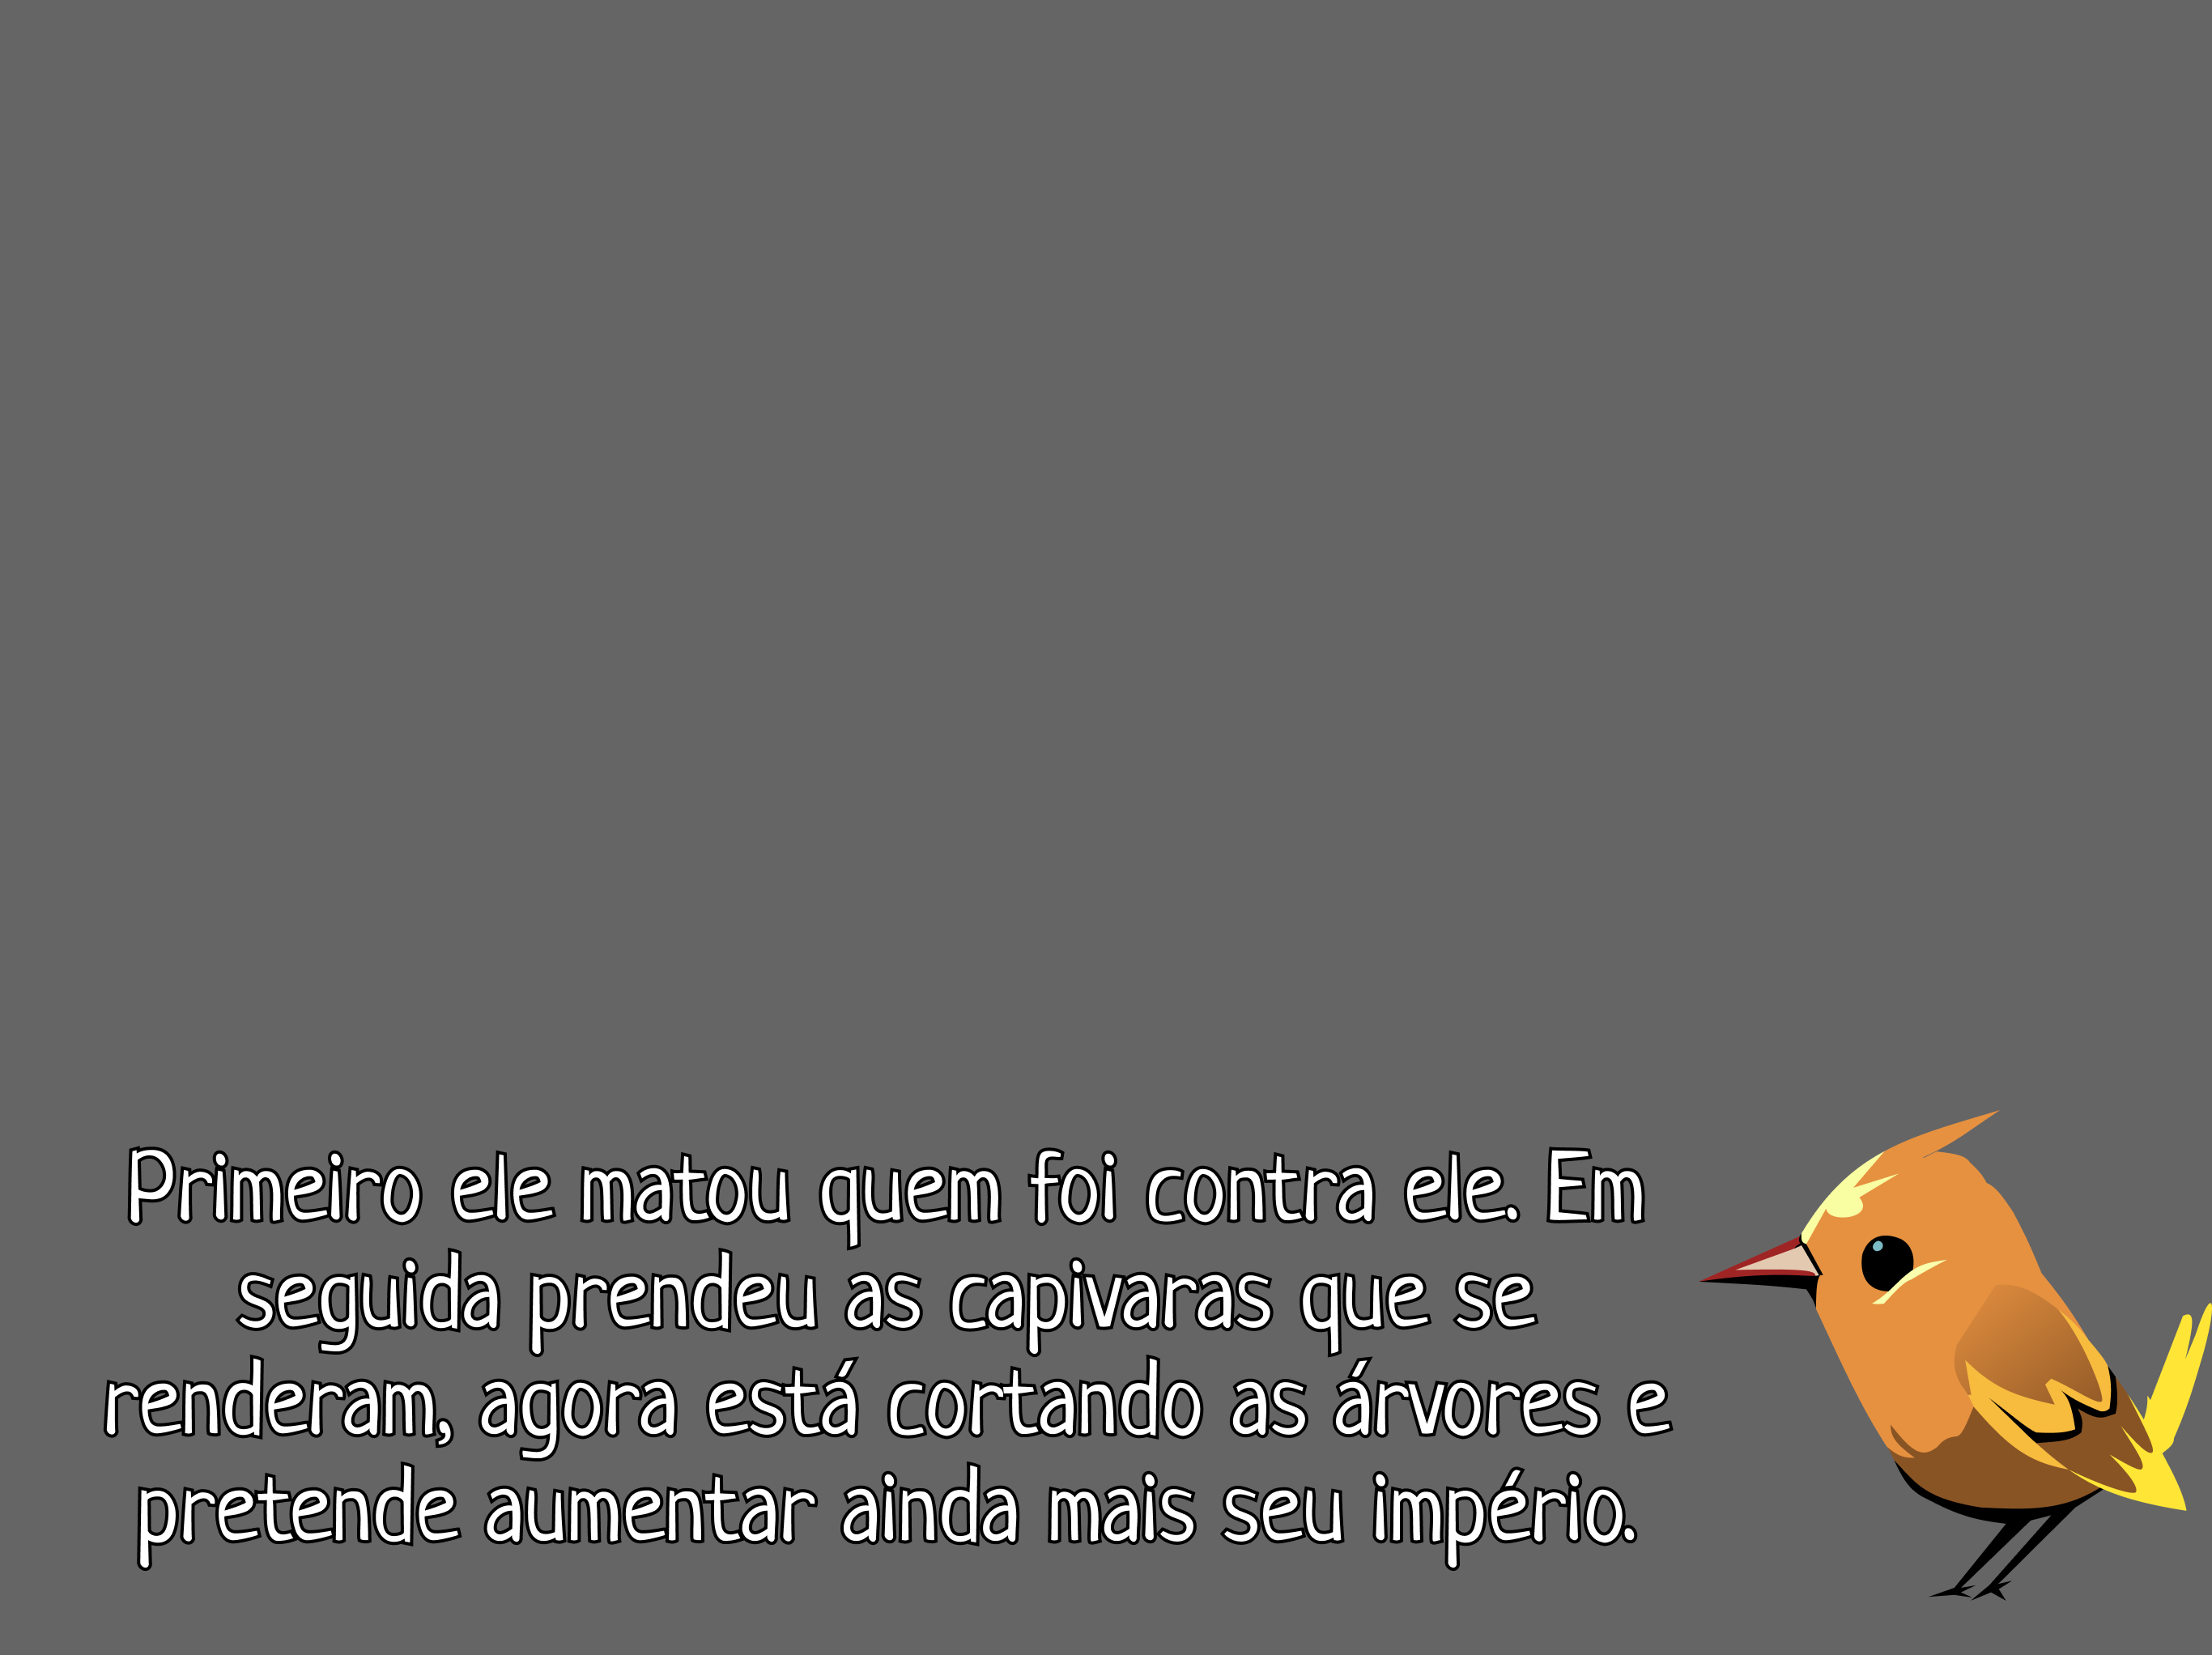 Primeiro ele matou quem foi contra ele. Em
seguida prendeu as capivaras que se
renderam, agora está cortando as árvores e
pretende aumentar ainda mais seu império.